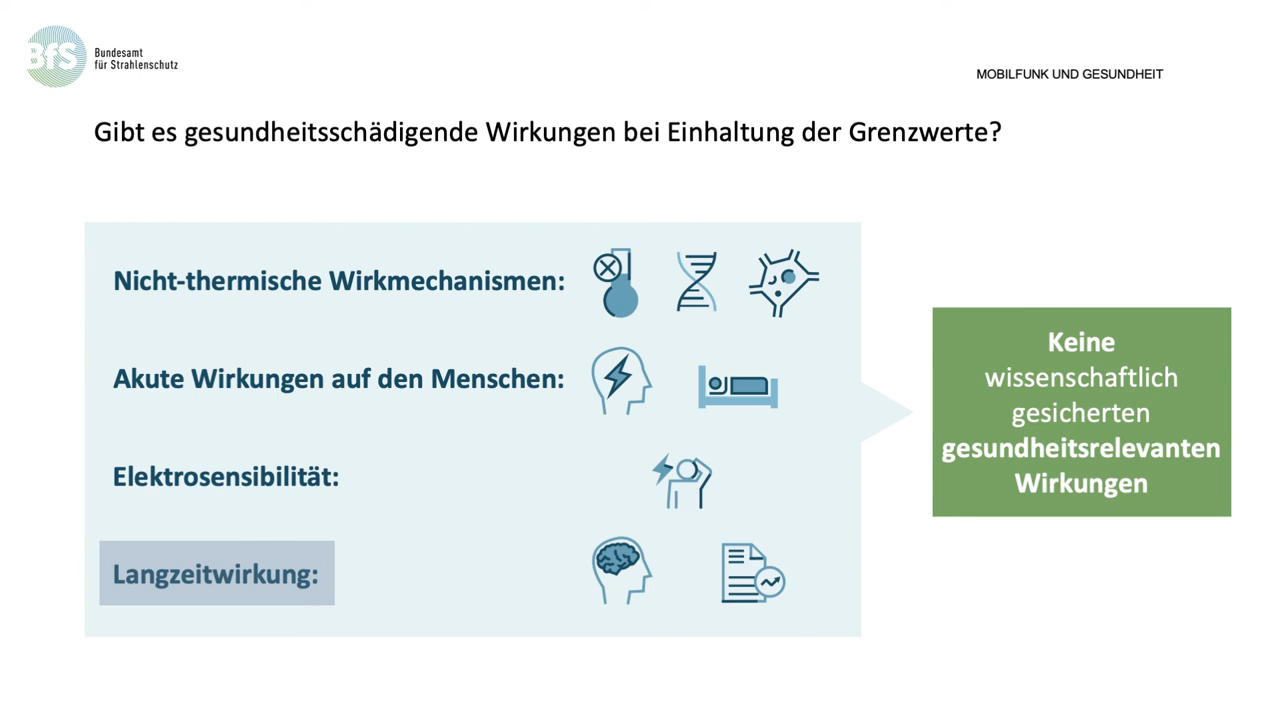 BfS
Bundesamt
für Strahlenschutz
MOBILFUNK UND GESUNDHEIT
Gibt es gesundheitsschädigende Wirkungen bei Einhaltung der Grenzwerte?
Nicht-thermische Wirkmechanismen:
Akute Wirkungen auf den Menschen:
Elektrosensibilität:
Langzeitwirkung:
Keine
wissenschaftlich
gesicherten
gesundheitsrelevanten
Wirkungen